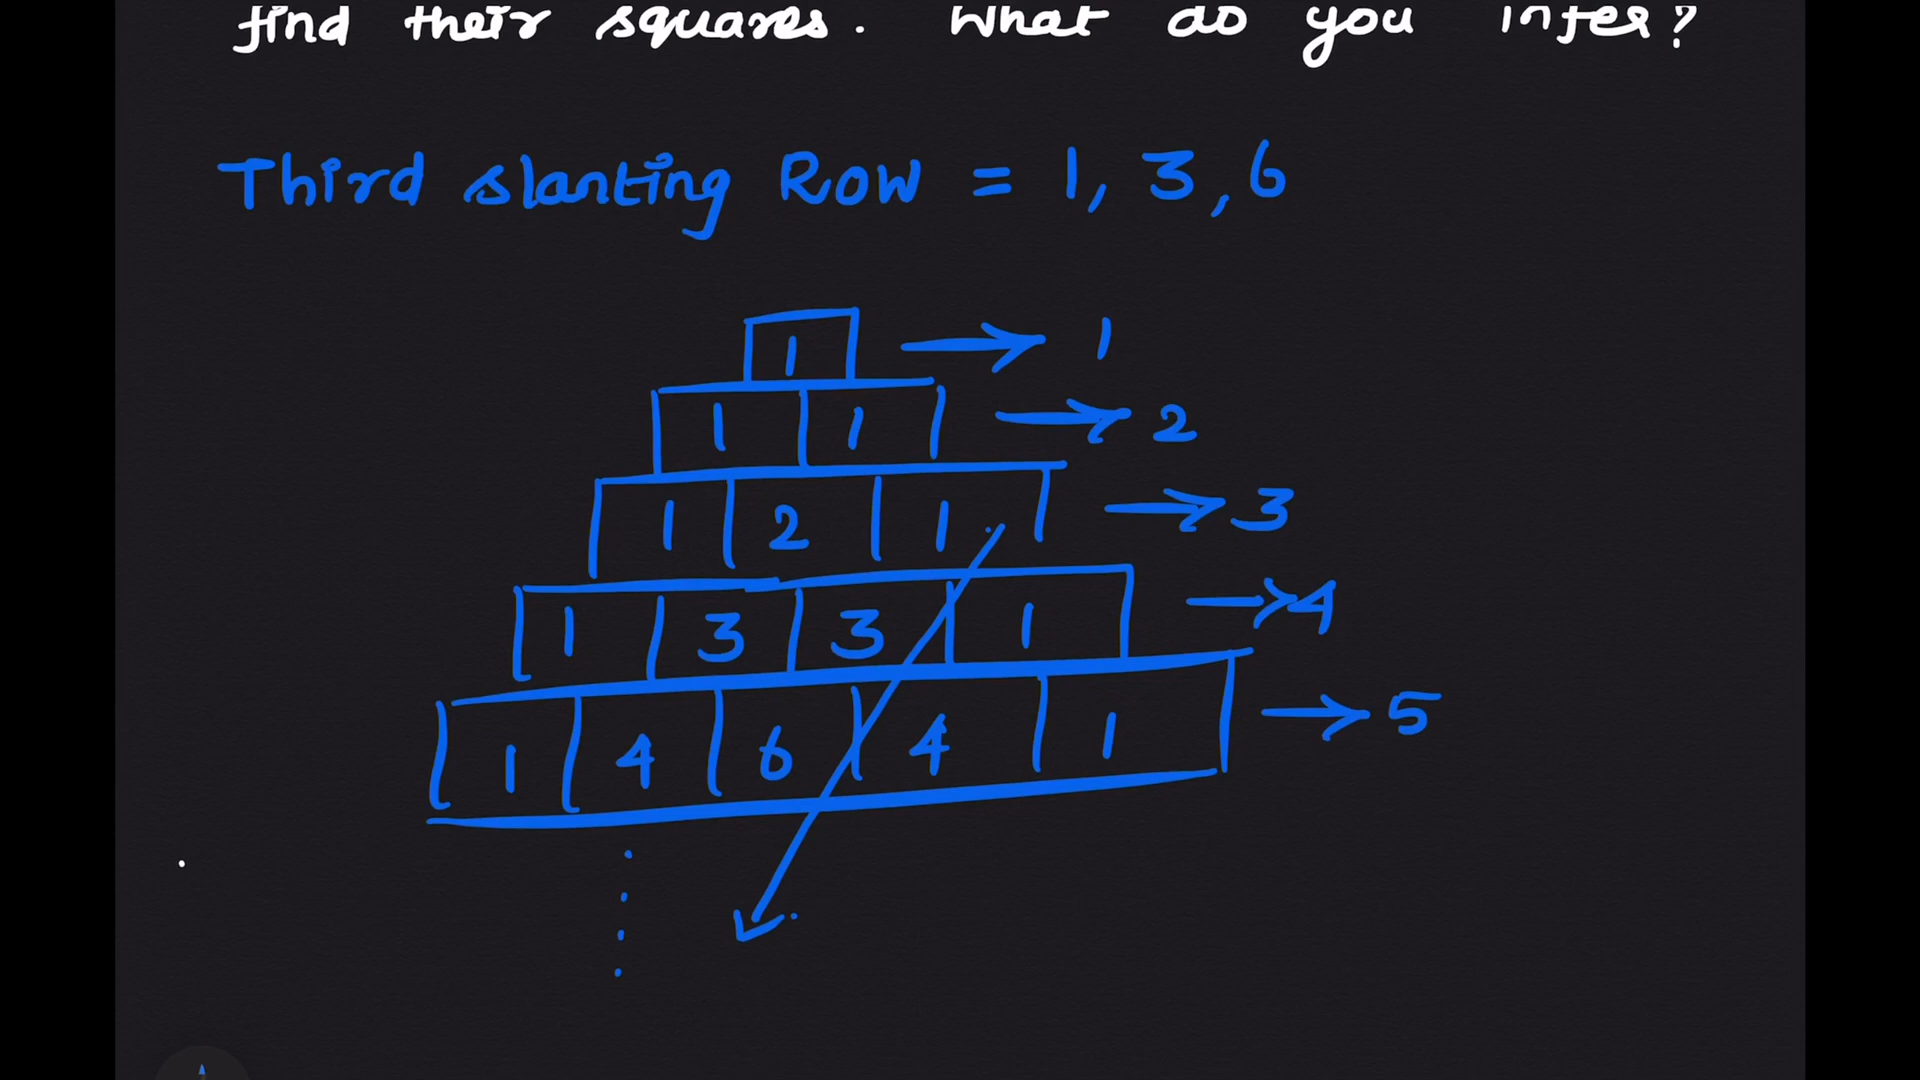 find their squares. What do you infer?
Third slanting Row = 1, 3, 6
1 → 1
1 1 → 2
1 2 1 → 3
1 3 3 1 → 4
1 4 6 4 1 → 5